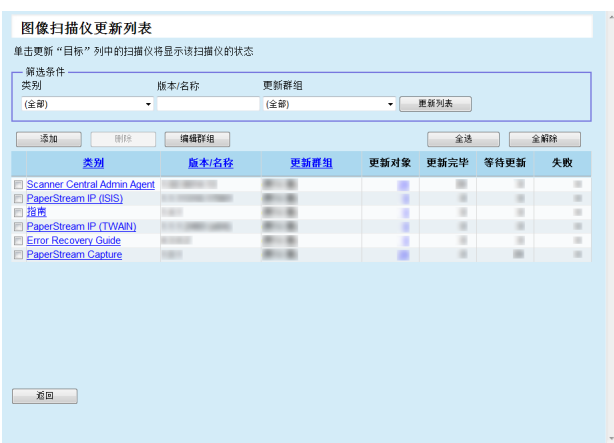 图像扫描仪更新列表
单击更新“目标”列中的扫描仪将显示该扫描仪的状态
筛选条件
类别 版本/名称 更新群组
(全部) (全部) 更新列表
添加 删除 编辑群组 全选 全解除
类别 版本/名称 更新群组 更新对象 更新完毕 等待更新 失败
Scanner Central Admin Agent
PaperStream IP (ISIS)
指南
PaperStream IP (TWAIN)
Error Recovery Guide
PaperStream Capture
返回